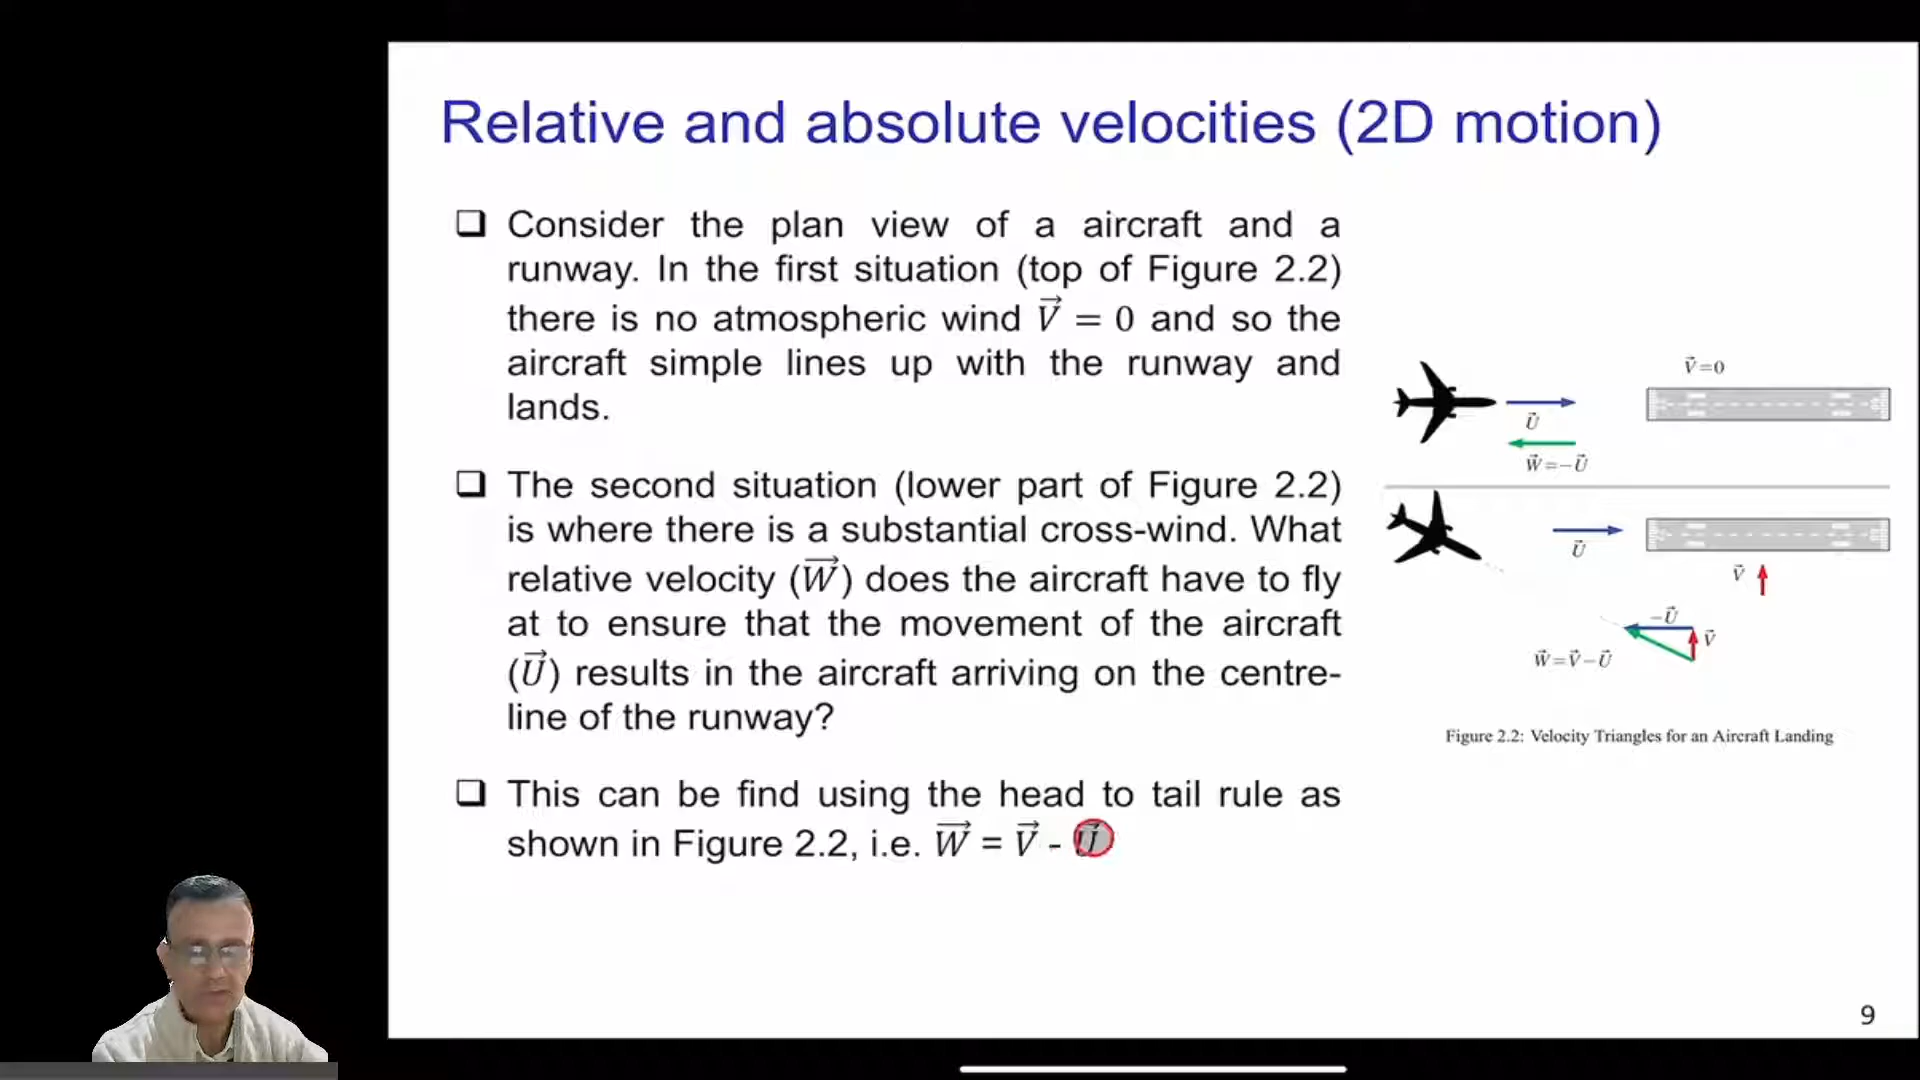 Relative and absolute velocities (2D motion)
❑ Consider the plan view of a aircraft and a
runway. In the first situation (top of Figure 2.2)
there is no atmospheric wind V⃗ = 0 and so the
aircraft simple lines up with the runway and
lands.
❑ The second situation (lower part of Figure 2.2)
is where there is a substantial cross-wind. What
relative velocity (W⃗) does the aircraft have to fly
at to ensure that the movement of the aircraft
(U⃗) results in the aircraft arriving on the centre-
line of the runway?
❑ This can be find using the head to tail rule as
shown in Figure 2.2, i.e. W⃗ = V⃗ - U⃗
V⃗=0
U⃗
W⃗=−U⃗
U⃗
V⃗
−U⃗
V⃗
W⃗=V⃗−U⃗
Figure 2.2: Velocity Triangles for an Aircraft Landing
9